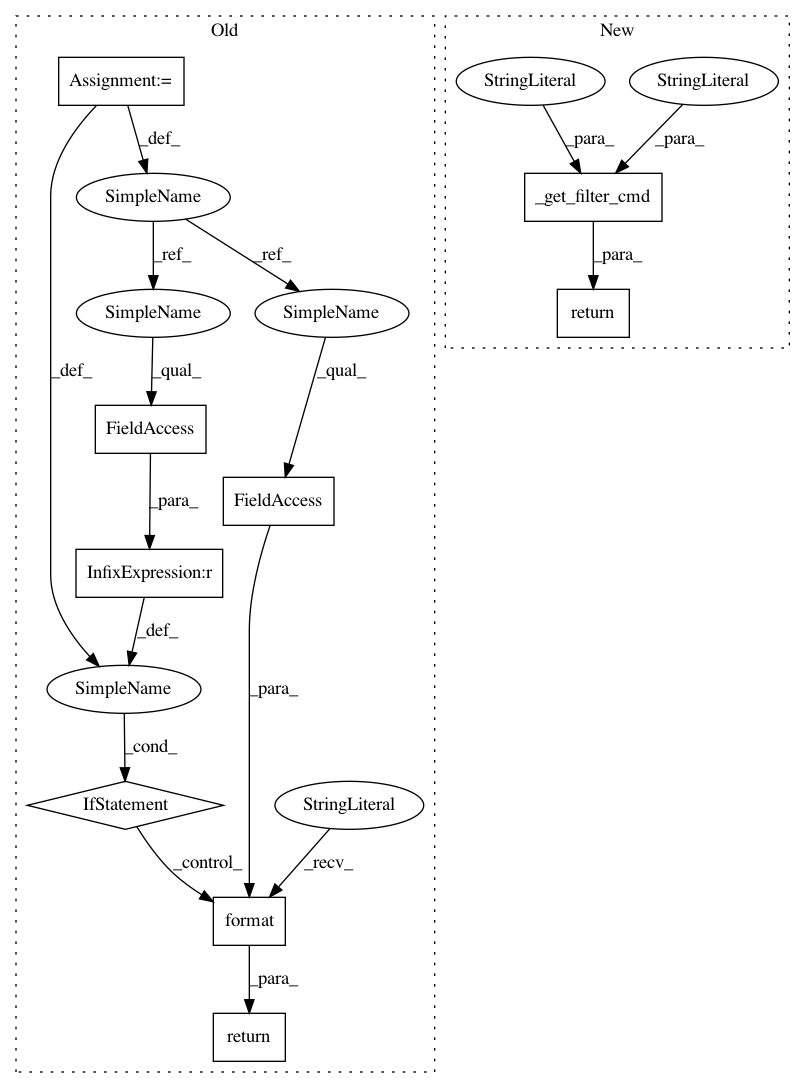 Old
New
Assignment:=
StringLiteral
StringLiteral
_def_
_para_
_para_
SimpleName
_get_filter_cmd
_ref_
_ref_
_para_
SimpleName
SimpleName
return
_def_
_qual_
_qual_
FieldAccess
FieldAccess
_para_
InfixExpression:r
_def_
SimpleName
_para_
_cond_
IfStatement
StringLiteral
_control_
_recv_
format
_para_
return